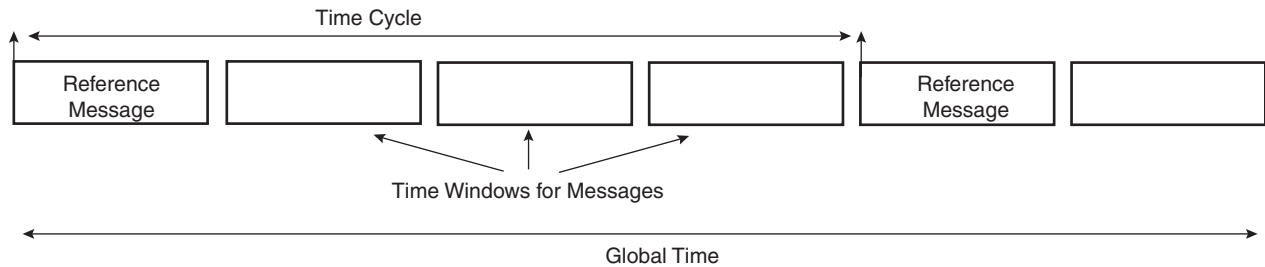 Time Cycle
Reference
Message
Reference
Message
Time Windows for Messages
Global Time